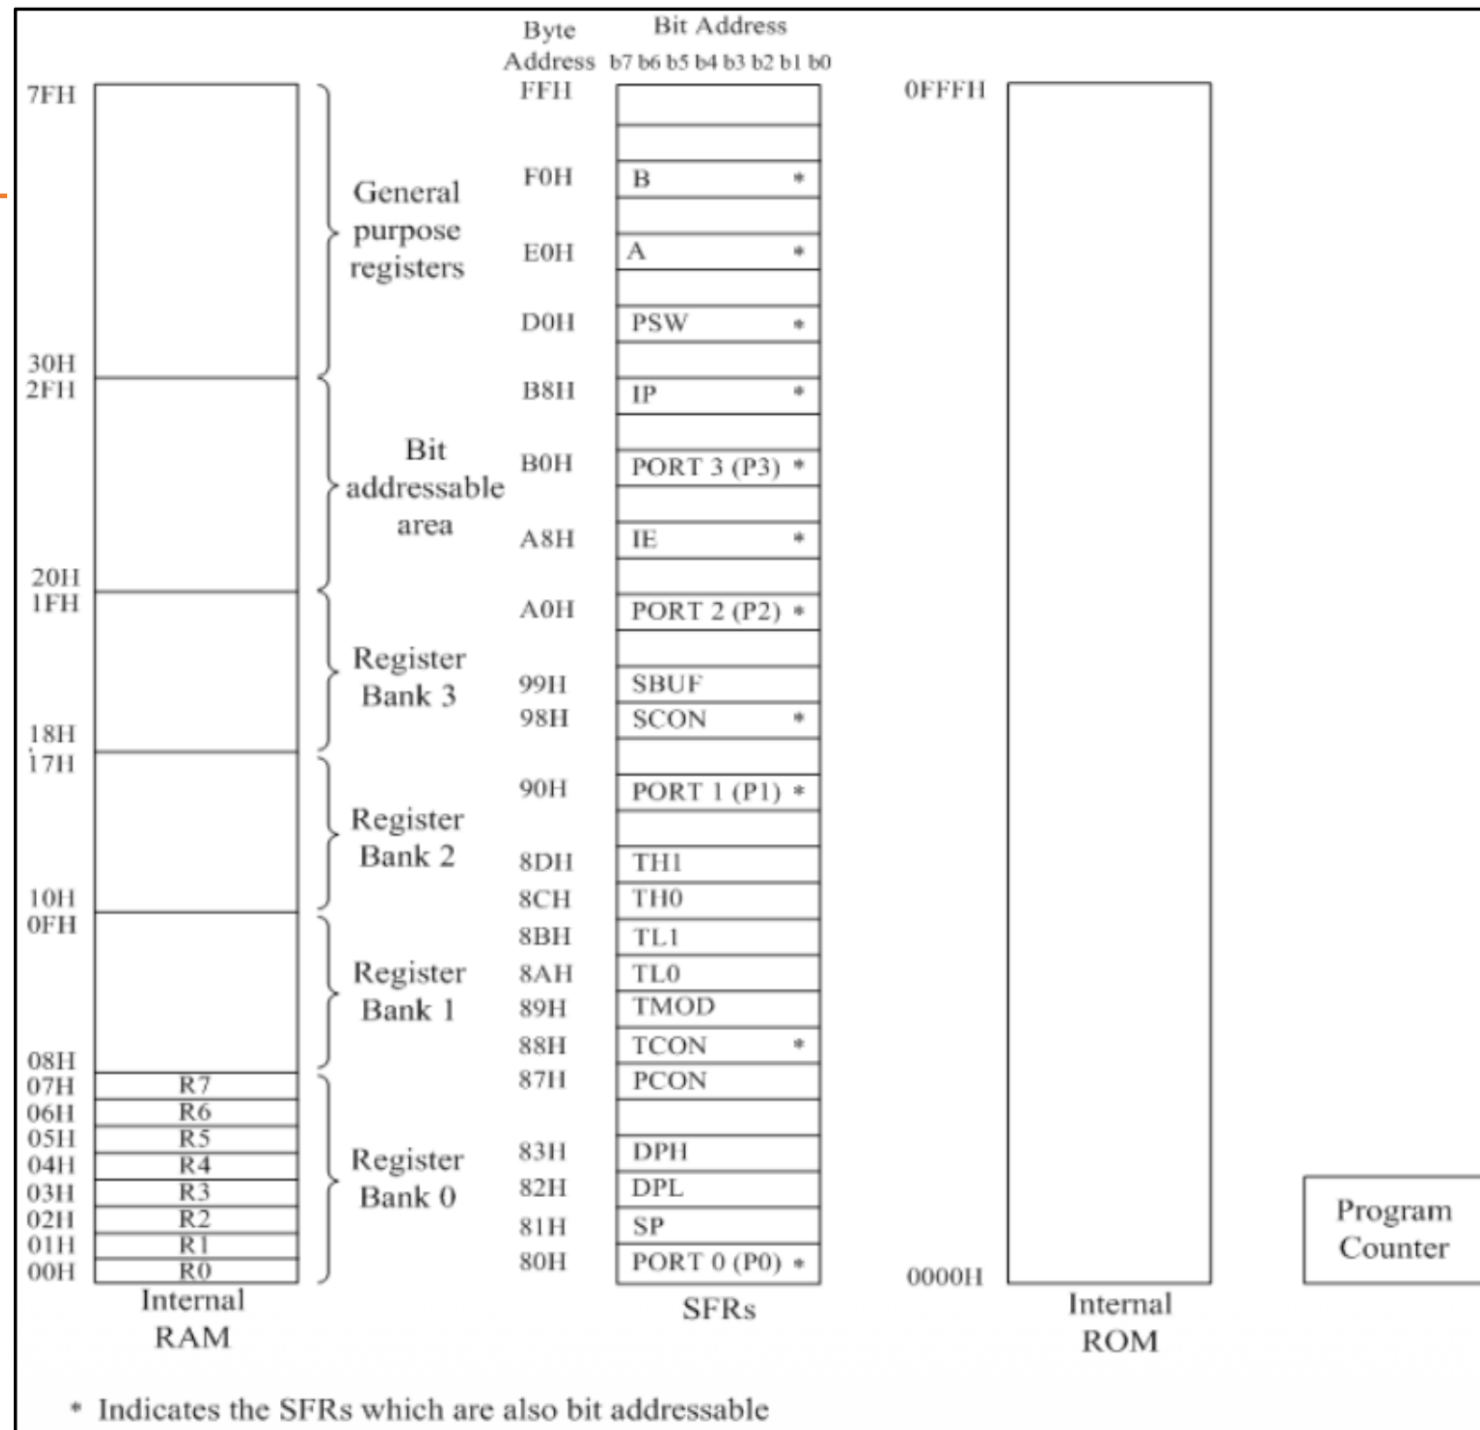 Byte Address
Bit Address
b7 b6 b5 b4 b3 b2 b1 b0
7FH
30H
2FH
20H
1FH
18H
17H
10H
0FH
08H
07H R7
06H R6
05H R5
04H R4
03H R3
02H R2
01H R1
00H R0
Internal
RAM
General
purpose
registers
Bit
addressable
area
Register
Bank 3
Register
Bank 2
Register
Bank 1
Register
Bank 0
FFH
F0H B *
E0H A *
D0H PSW *
B8H IP *
B0H PORT 3 (P3) *
A8H IE *
A0H PORT 2 (P2) *
99H SBUF
98H SCON *
90H PORT 1 (P1) *
8DH TH1
8CH TH0
8BH TL1
8AH TL0
89H TMOD
88H TCON *
87H PCON
83H DPH
82H DPL
81H SP
80H PORT 0 (P0) *
SFRs
0FFFH
0000H
Internal
ROM
Program
Counter
* Indicates the SFRs which are also bit addressable